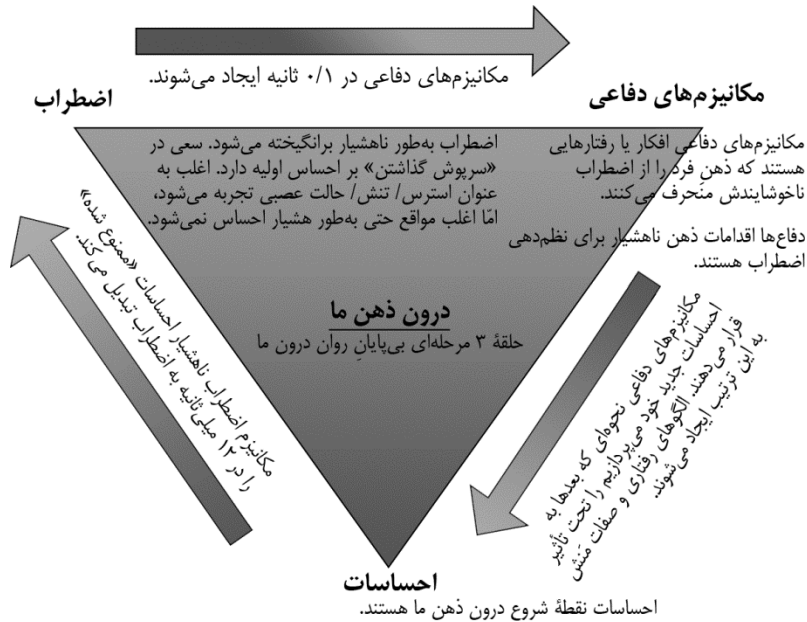 مکانیزم‌های دفاعی در ۰/۱ ثانیه ایجاد می‌شوند.
مکانیزم‌های دفاعی
اضطراب
مکانیزم‌های دفاعی افکار یا رفتارهایی
هستند که ذهنِ فرد را از اضطراب
ناخوشایندش منحرف می‌کنند.
دفاع‌ها اقدامات ذهن ناهشیار برای نظم‌دهی
اضطراب هستند.
اضطراب به‌طور ناهشیار برانگیخته می‌شود. سعی در
«سرپوش گذاشتن» بر احساس اولیه دارد. اغلب به
عنوان استرس/ تنش/ حالت عصبی تجربه می‌شود،
امّا اغلب مواقع حتی به‌طور هشیار احساس نمی‌شود.
درون ذهن ما
حلقهٔ ۳ مرحله‌ای بی‌پایانِ روان درون ما
مکانیزم‌های دفاعی نحوه‌ای که بعدها به
احساسات جدید خود می‌پردازیم را تحت تأثیر
قرار می‌دهند. الگوهای رفتاری و صفات مَنش
به این ترتیب ایجاد می‌شوند.
مکانیزم اضطراب ناهشیار احساسات «ممنوع شده»
را در ۱۲ میلی‌ثانیه به اضطراب تبدیل می‌کند.
احساسات
احساسات نقطهٔ شروع درون ذهن ما هستند.